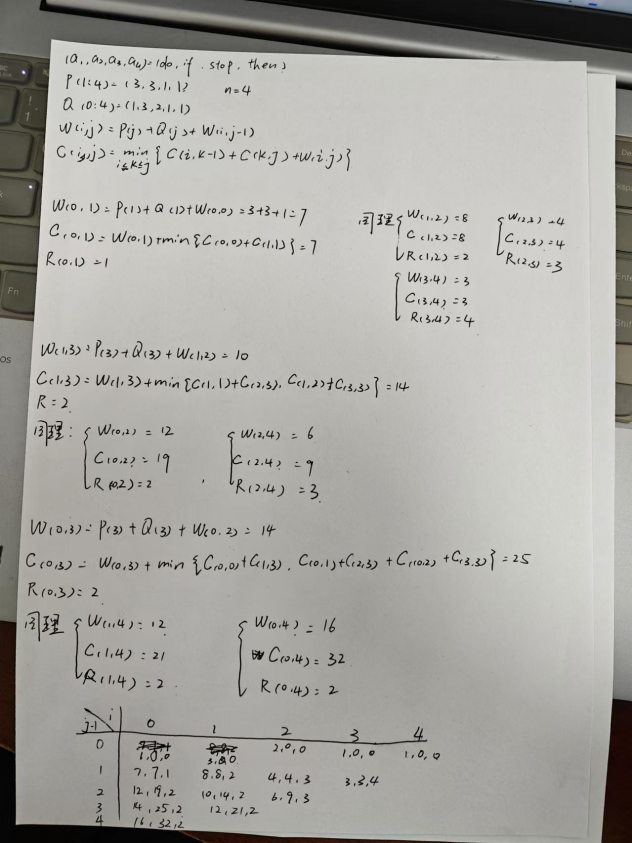 (a₁,a₂,a₃,a₄)=(do, if, stop, then)
P(1:4)=(3,3,1,1) n=4
Q(0:4)=(1,3,2,1,1)
W(i,j)=P(j)+Q(j)+W(i,j-1)
C(i,j)=min{C(i,k-1)+C(k,j)+W(i,j)}
i≤k≤j
W(0,1)=P(1)+Q(1)+W(0,0)=3+3+1=7
C(0,1)=W(0,1)+min{C(0,0)+C(1,1)}=7
R(0,1)=1
同理 W(1,2)=8 W(2,3)=4
C(1,2)=8 C(2,3)=4
R(1,2)=2 R(2,3)=3
W(3,4)=3
C(3,4)=3
R(3,4)=4
W(1,3)=P(3)+Q(3)+W(1,2)=10
C(1,3)=W(1,3)+min{C(1,1)+C(2,3), C(1,2)+C(3,3)}=14
R=2
同理: W(0,2)=12 W(2,4)=6
C(0,2)=19 , C(2,4)=9
R(0,2)=2 R(2,4)=3
W(0,3)=P(3)+Q(3)+W(0,2)=14
C(0,3)=W(0,3)+min{C(0,0)+C(1,3), C(0,1)+C(2,3)+C(0,2)+C(3,3)}=25
R(0,3)=2
同理 W(1,4)=12 W(0,4)=16
C(1,4)=21 C(0,4)=32
R(1,4)=2 R(0,4)=2
j-i i 0 1 2 3 4
0 1,0,0 3,0,0 2,0,0 1,0,0 1,0,0
1 7,7,1 8,8,2 4,4,3 3,3,4
2 12,19,2 10,14,2 6,9,3
3 14,25,2 12,21,2
4 16,32,2